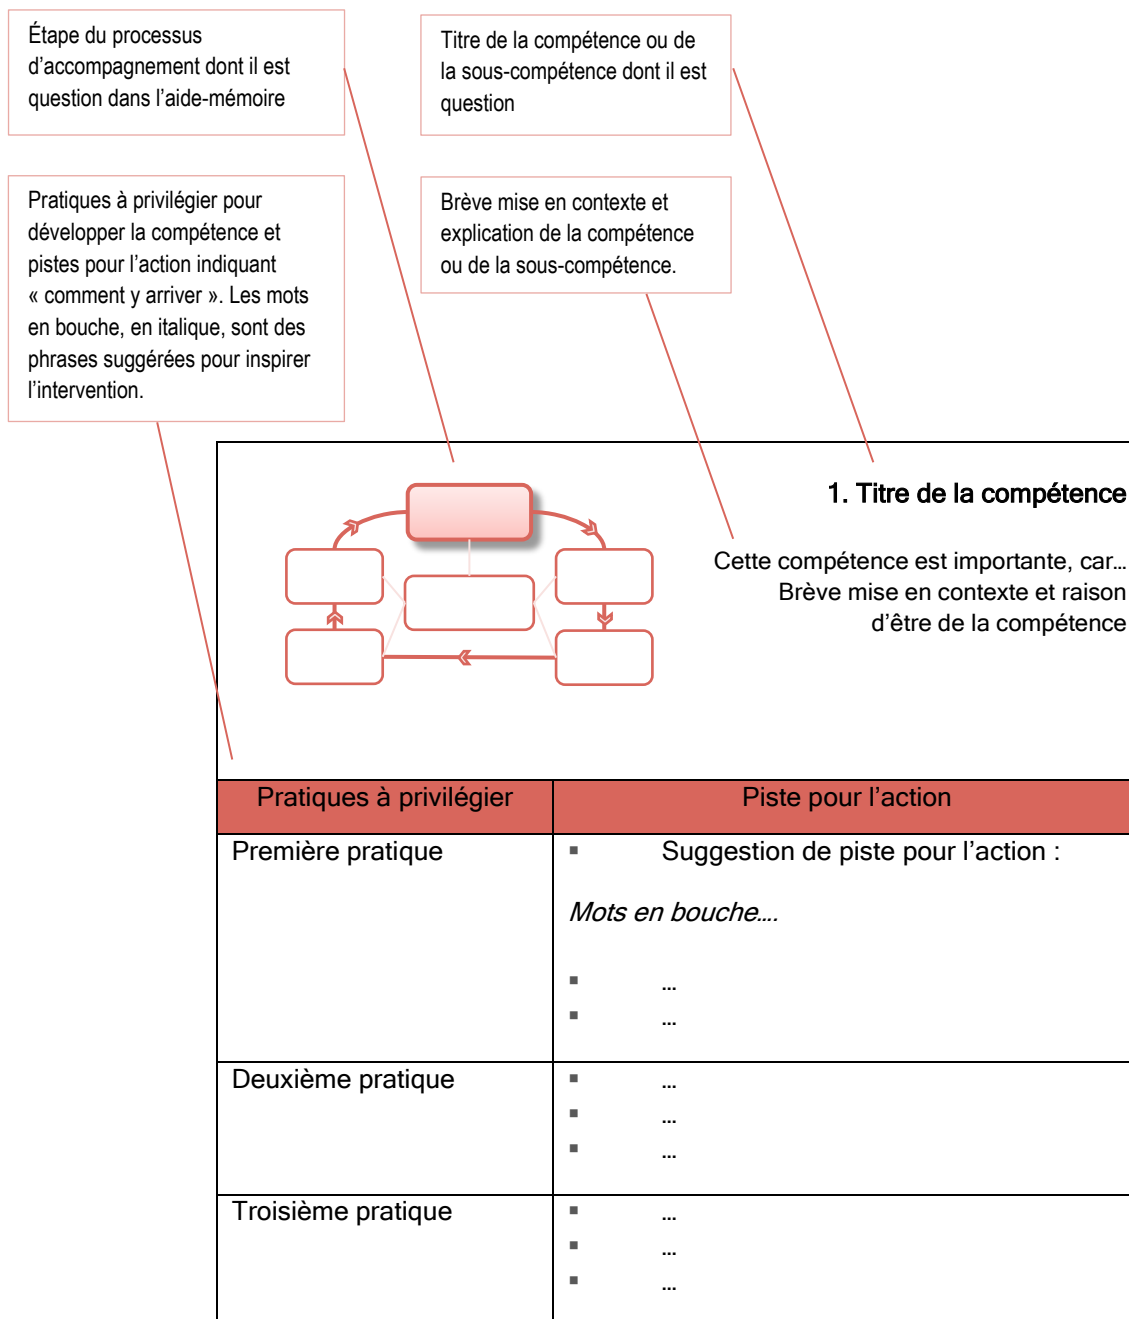 Étape du processus
d’accompagnement dont il est
question dans l’aide-mémoire
Titre de la compétence ou de
la sous-compétence dont il est
question
Pratiques à privilégier pour
développer la compétence et
pistes pour l’action indiquant
« comment y arriver ». Les mots
en bouche, en italique, sont des
phrases suggérées pour inspirer
l’intervention.
Brève mise en contexte et
explication de la compétence
ou de la sous-compétence.
1. Titre de la compétence
Cette compétence est importante, car…
Brève mise en contexte et raison
d’être de la compétence
Pratiques à privilégier
Piste pour l’action
Première pratique
▪ Suggestion de piste pour l’action :
Mots en bouche….
▪ …
▪ …
Deuxième pratique
▪ …
▪ …
▪ …
Troisième pratique
▪ …
▪ …
▪ …